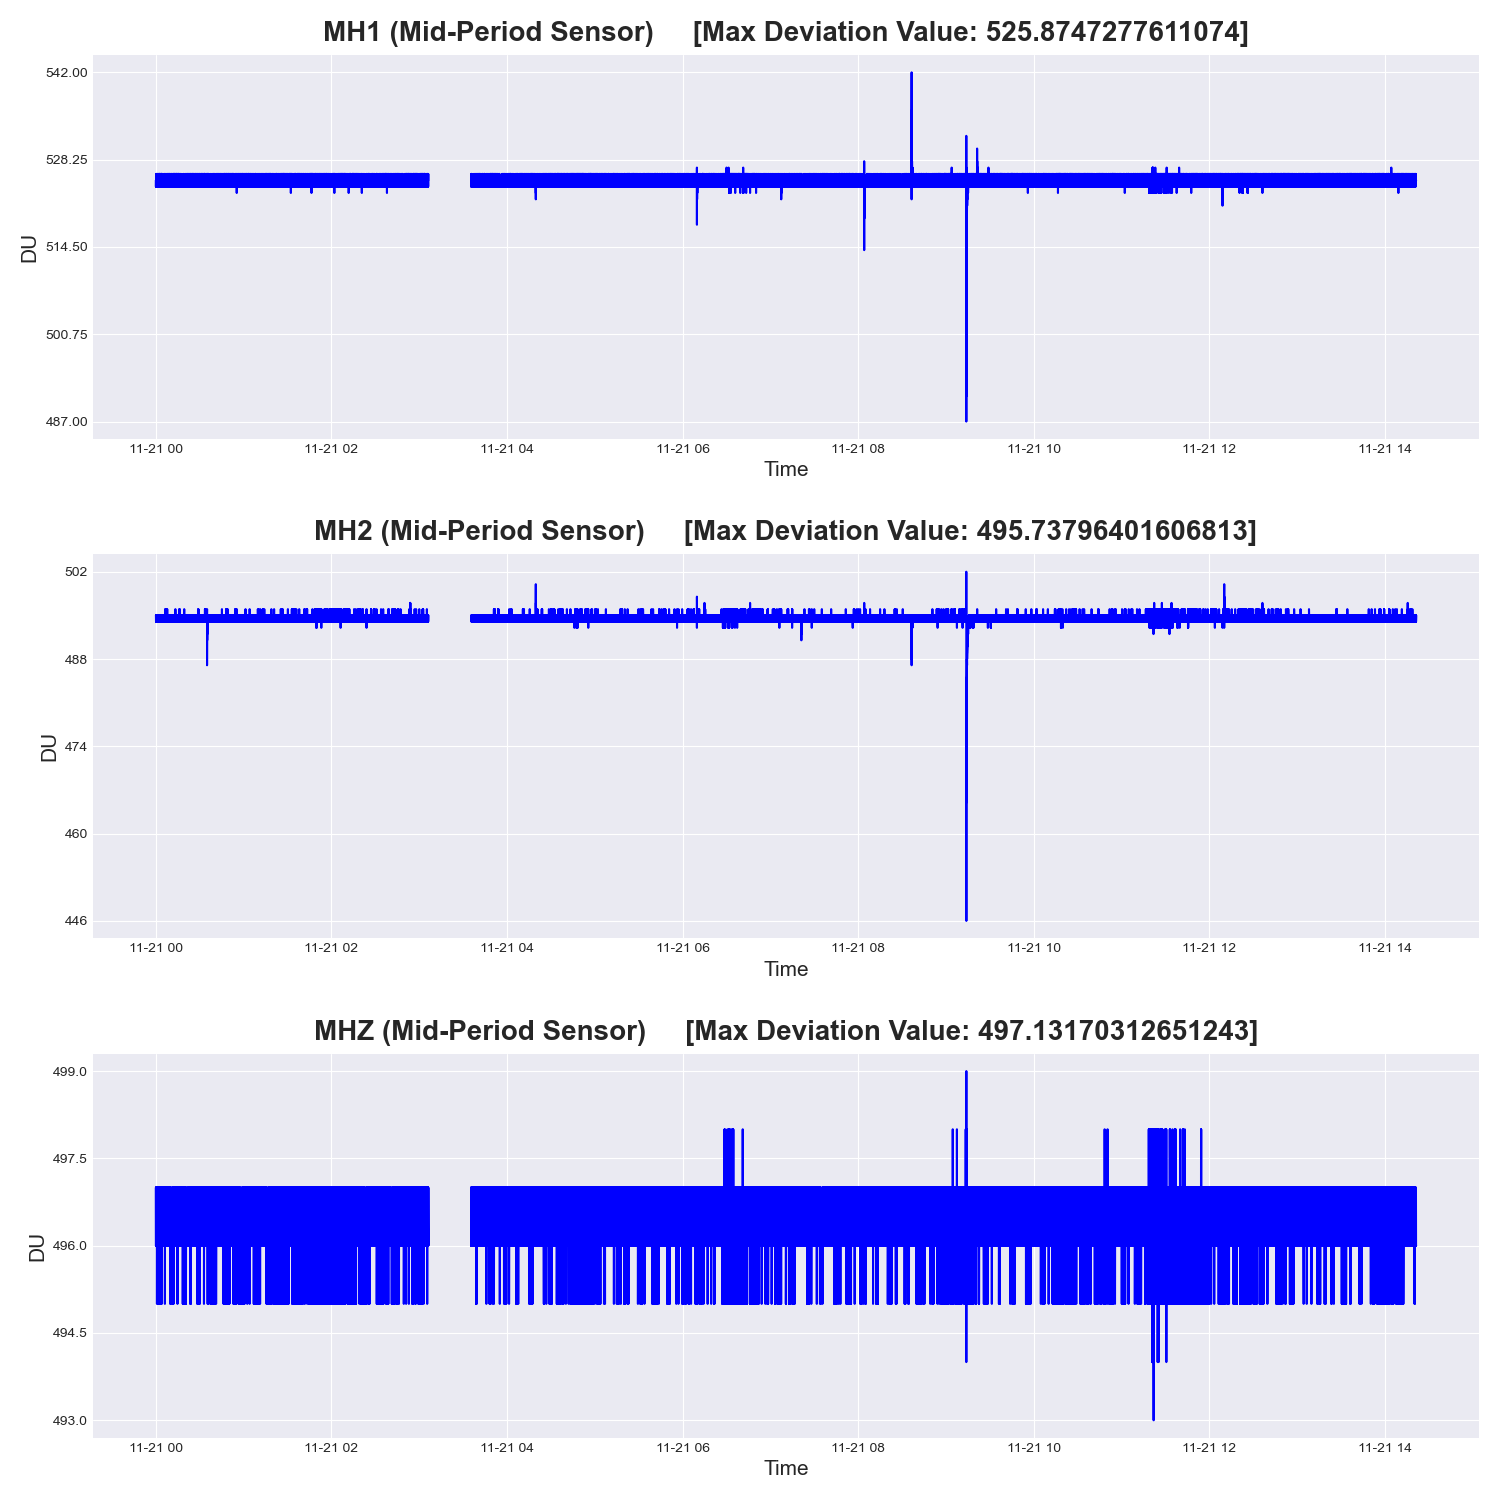 MH1 (Mid-Period Sensor)     [Max Deviation Value: 525.8747277611074]
542.00
528.25
514.50
500.75
487.00
DU
11-21 00 11-21 02 11-21 04 11-21 06 11-21 08 11-21 10 11-21 12 11-21 14
Time
MH2 (Mid-Period Sensor)     [Max Deviation Value: 495.73796401606813]
502
488
474
460
446
DU
11-21 00 11-21 02 11-21 04 11-21 06 11-21 08 11-21 10 11-21 12 11-21 14
Time
MHZ (Mid-Period Sensor)     [Max Deviation Value: 497.13170312651243]
499.0
497.5
496.0
494.5
493.0
DU
11-21 00 11-21 02 11-21 04 11-21 06 11-21 08 11-21 10 11-21 12 11-21 14
Time